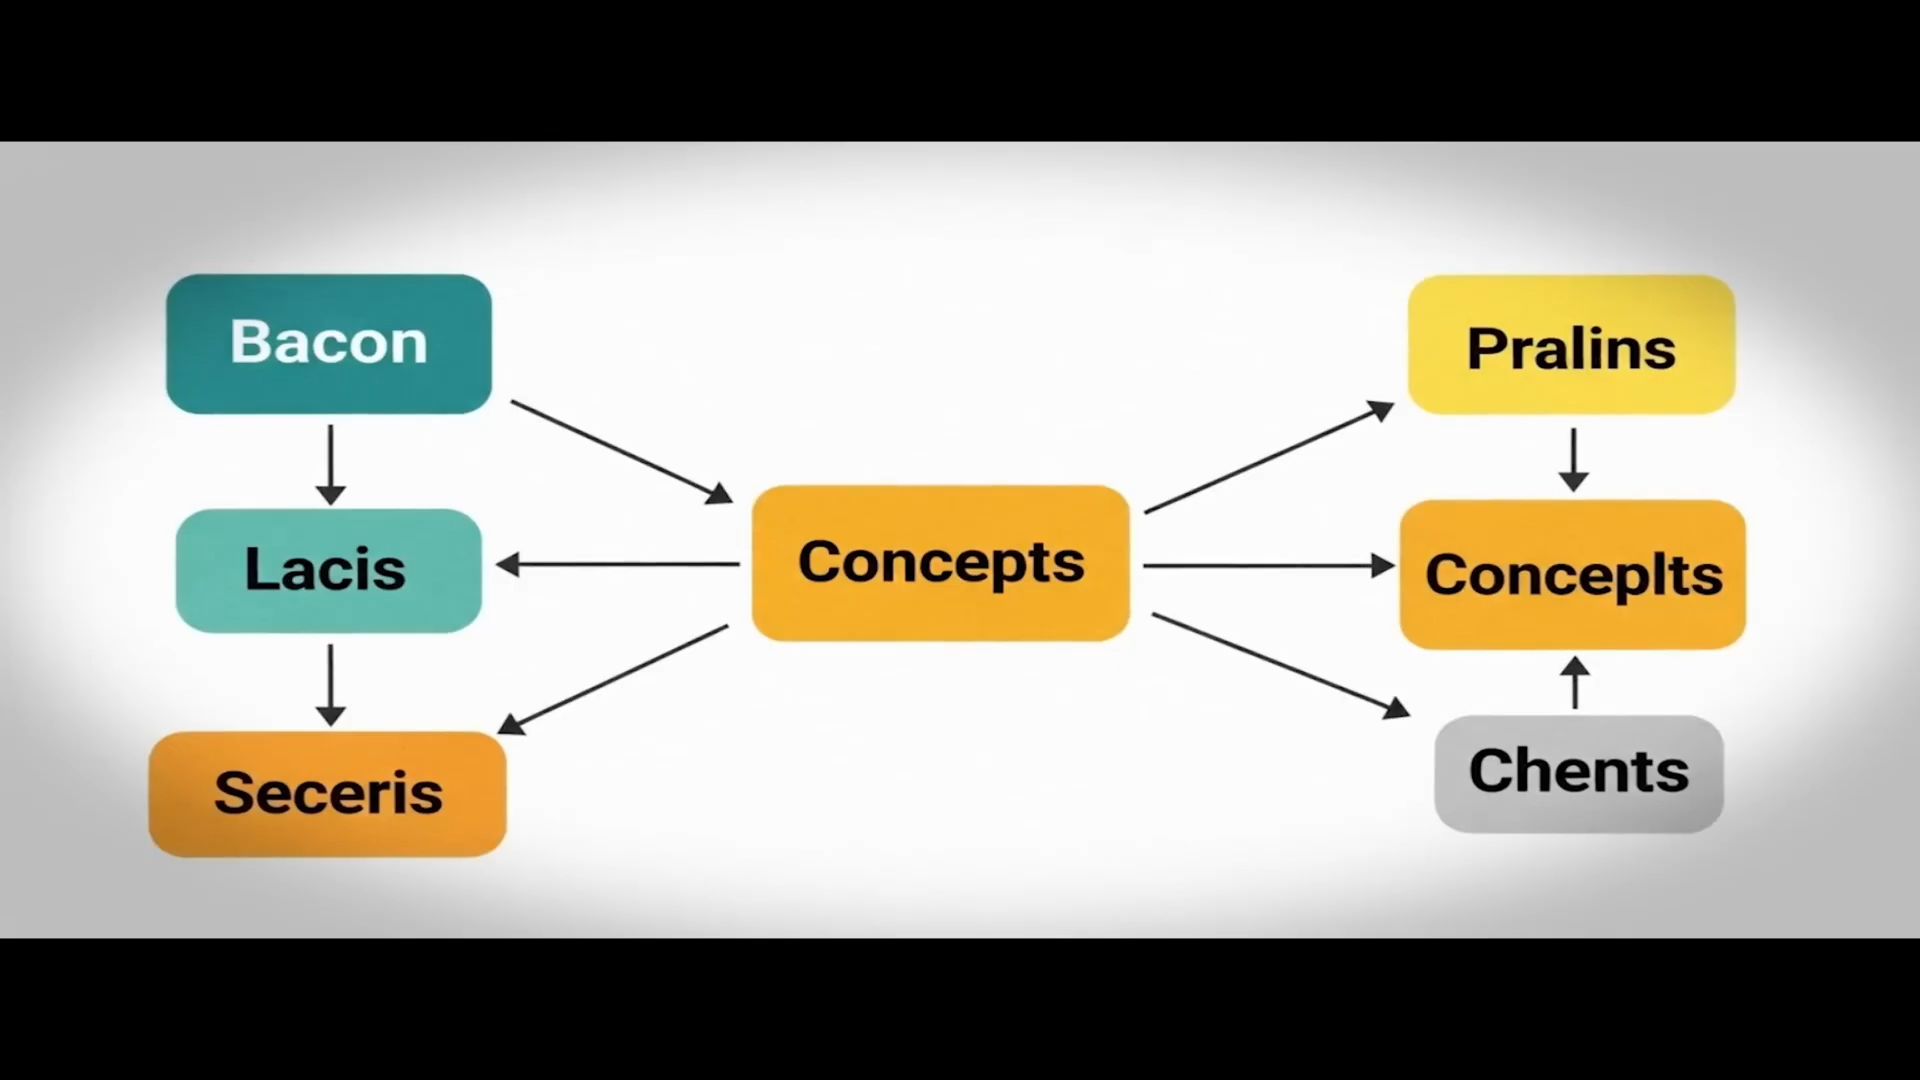 Bacon
Pralins
Lacis
Concepts
Conceplts
Seceris
Chents